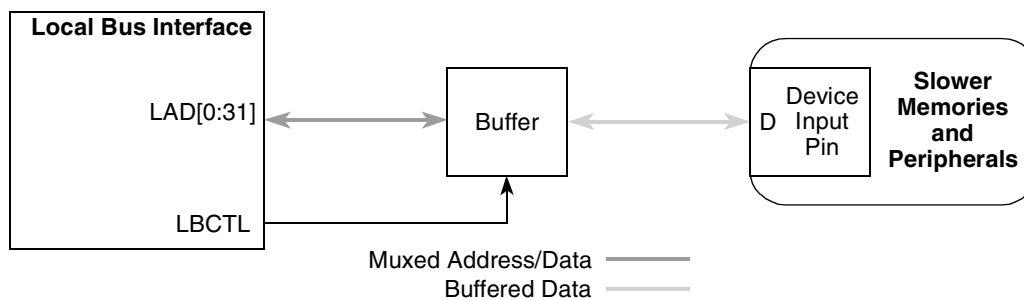 Local Bus Interface
LAD[0:31]
LBCTL
Buffer
D
Device
Input
Pin
Slower
Memories
and
Peripherals
Muxed Address/Data
Buffered Data